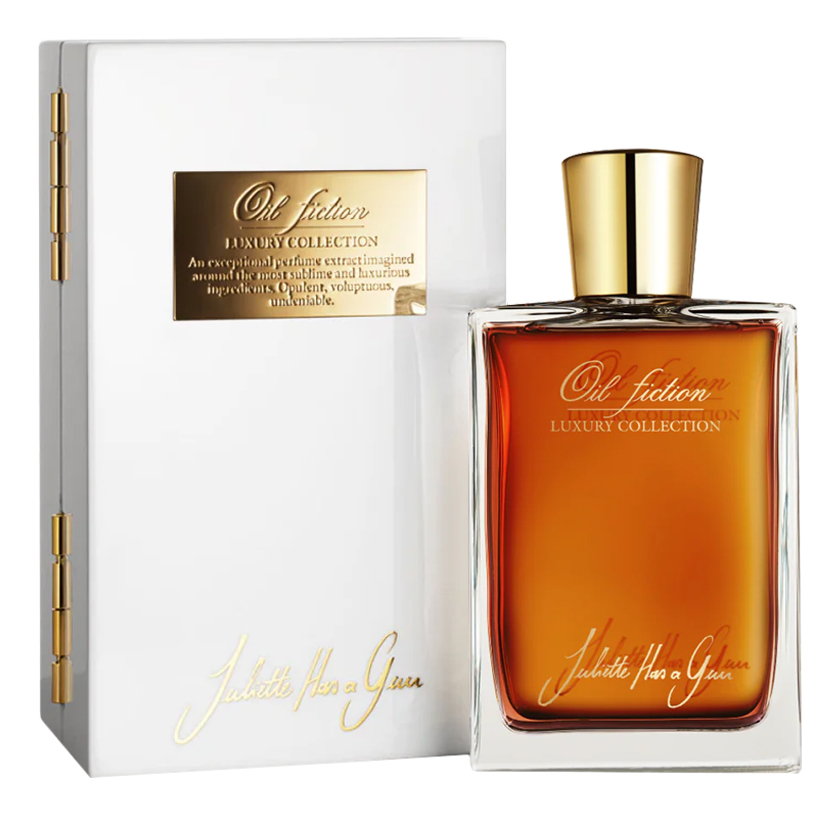 Oil fiction
LUXURY COLLECTION
An exceptional perfume extract imagined
around the most sublime and luxurious
ingredients. Opulent, voluptuous,
undeniable.
Juliette Has a Gun
Oil fiction
LUXURY COLLECTION
Juliette Has a Gun